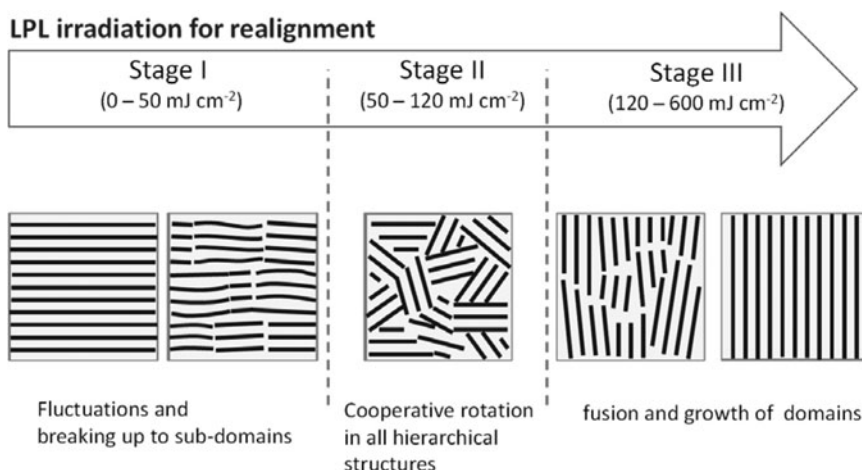 LPL irradiation for realignment
Stage I
(0 – 50 mJ cm⁻²)
Stage II
(50 – 120 mJ cm⁻²)
Stage III
(120 – 600 mJ cm⁻²)
Fluctuations and
breaking up to sub-domains
Cooperative rotation
in all hierarchical
structures
fusion and growth of domains